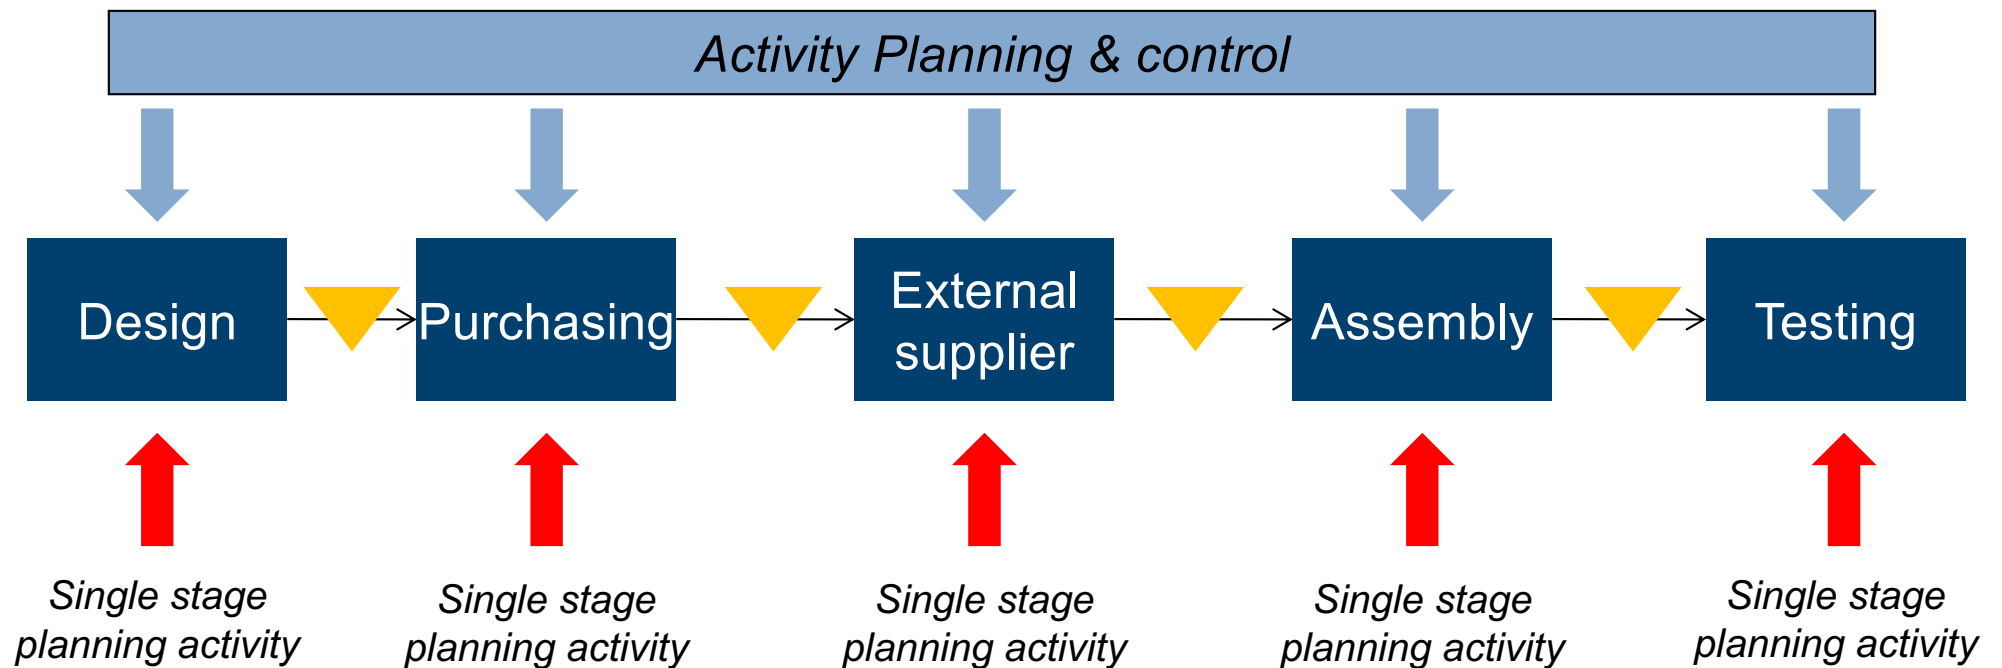 Activity Planning & control
Design
Purchasing
External
supplier
Assembly
Testing
Single stage
planning activity
Single stage
planning activity
Single stage
planning activity
Single stage
planning activity
Single stage
planning activity